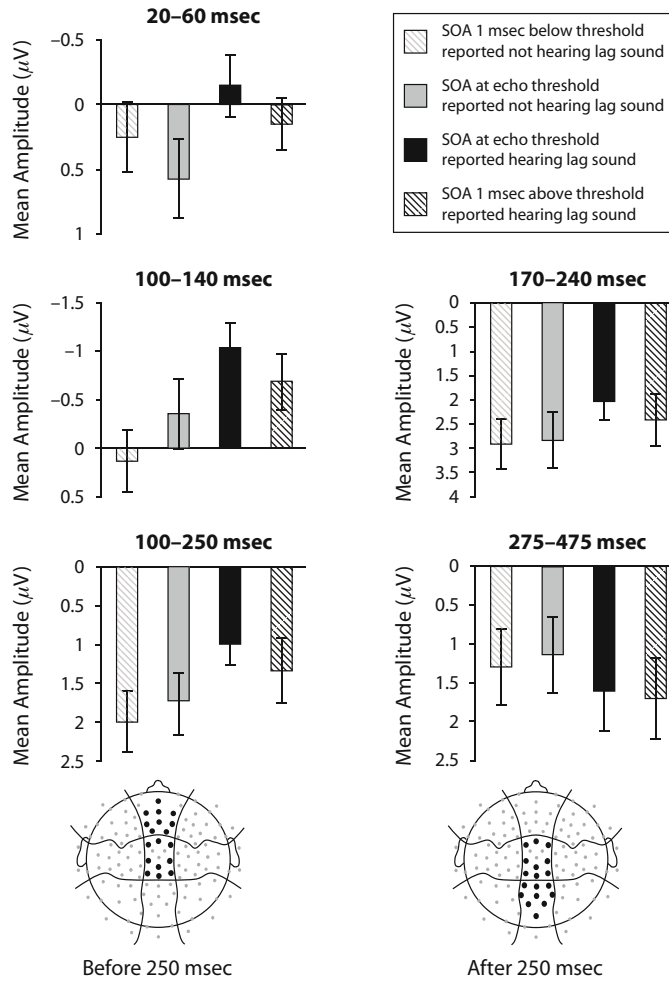 20–60 msec
Mean Amplitude (μV)
−0.5
0
0.5
1
SOA 1 msec below threshold
reported not hearing lag sound
SOA at echo threshold
reported not hearing lag sound
SOA at echo threshold
reported hearing lag sound
SOA 1 msec above threshold
reported hearing lag sound
100–140 msec
Mean Amplitude (μV)
−1.5
−1
−0.5
0
0.5
170–240 msec
Mean Amplitude (μV)
0
0.5
1
1.5
2
2.5
3
3.5
4
100–250 msec
Mean Amplitude (μV)
0
0.5
1
1.5
2
2.5
275–475 msec
Mean Amplitude (μV)
0
0.5
1
1.5
2
2.5
Before 250 msec
After 250 msec